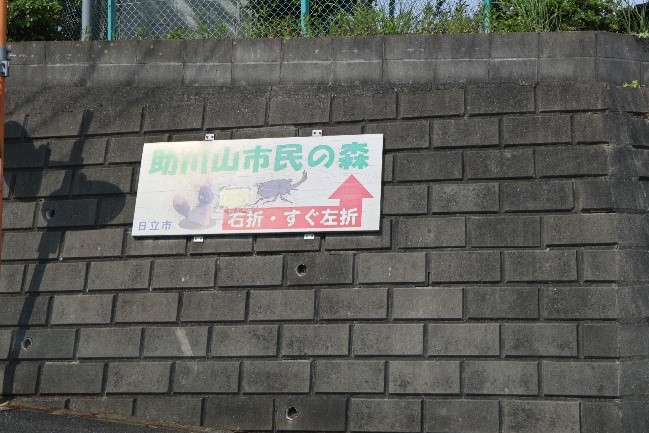 助川山市民の森
日立市
右折・すぐ左折